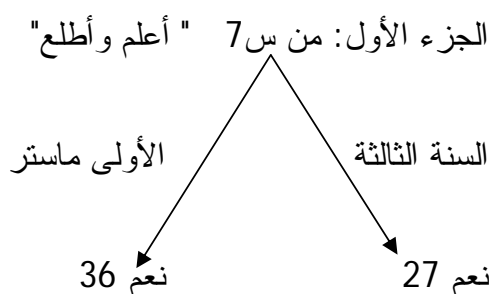 الجزء الأول: من س7 " أعلم وأطلع"
السنة الثالثة الأولى ماستر
نعم 27 نعم 36